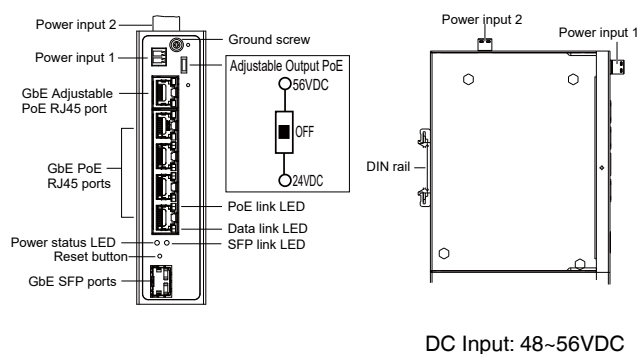 Power input 2
Ground screw
Power input 1
Adjustable Output PoE
56VDC
OFF
24VDC
GbE Adjustable
PoE RJ45 port
GbE PoE
RJ45 ports
PoE link LED
Data link LED
Power status LED
SFP link LED
Reset button
GbE SFP ports
Power input 2
Power input 1
DIN rail
DC Input: 48~56VDC